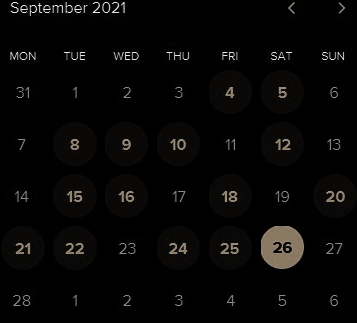 September 2021
MON TUE WED THU FRI SAT SUN
31 1 2 3 4 5 6
7 8 9 10 11 12 13
14 15 16 17 18 19 20
21 22 23 24 25 26 27
28 1 2 3 4 5 6